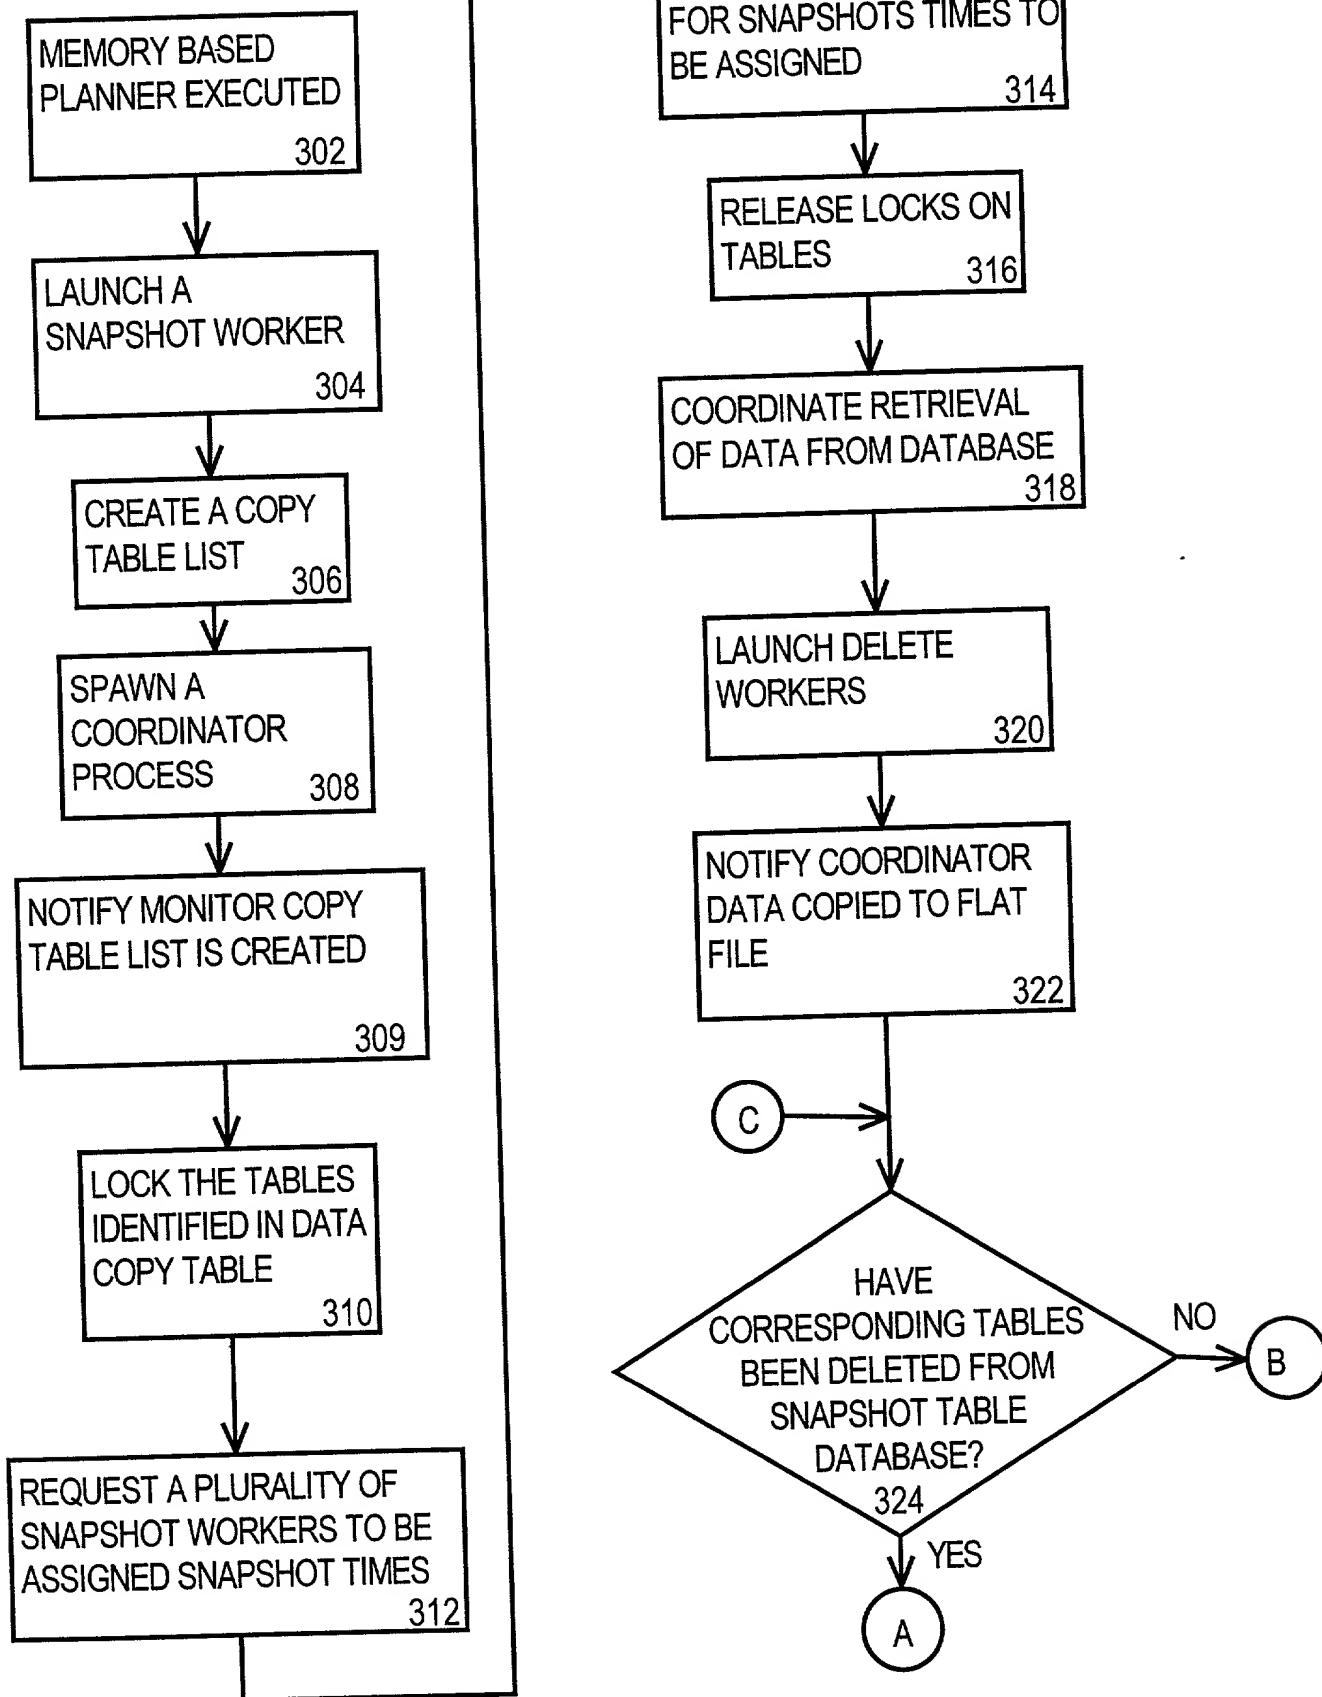 MEMORY BASED
PLANNER EXECUTED
302
LAUNCH A
SNAPSHOT WORKER
304
CREATE A COPY
TABLE LIST
306
SPAWN A
COORDINATOR
PROCESS
308
NOTIFY MONITOR COPY
TABLE LIST IS CREATED
309
LOCK THE TABLES
IDENTIFIED IN DATA
COPY TABLE
310
REQUEST A PLURALITY OF
SNAPSHOT WORKERS TO BE
ASSIGNED SNAPSHOT TIMES
312
FOR SNAPSHOTS TIMES TO
BE ASSIGNED
314
RELEASE LOCKS ON
TABLES
316
COORDINATE RETRIEVAL
OF DATA FROM DATABASE
318
LAUNCH DELETE
WORKERS
320
NOTIFY COORDINATOR
DATA COPIED TO FLAT
FILE
322
C
HAVE
CORRESPONDING TABLES
BEEN DELETED FROM
SNAPSHOT TABLE
DATABASE?
324
NO
B
YES
A